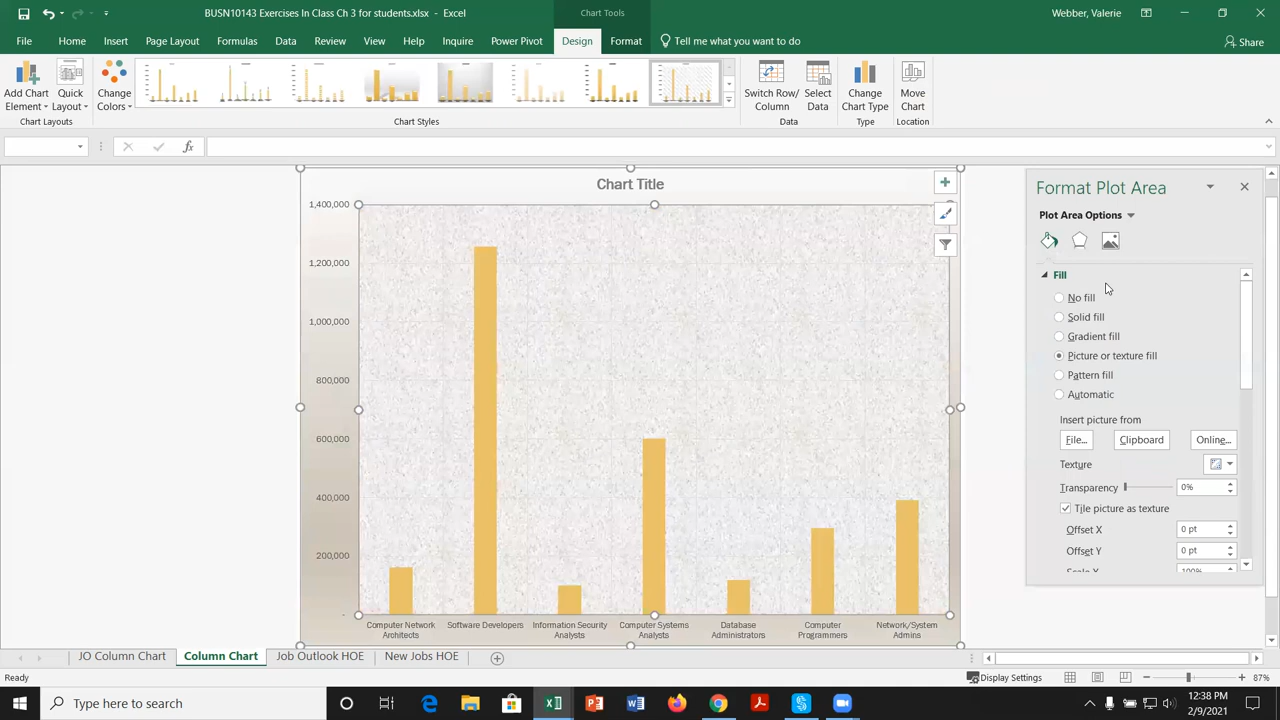 BUSN10143 Exercises In Class Ch 3 for students.xlsx - Excel
Chart Tools
Webber, Valerie
File Home Insert Page Layout Formulas Data Review View Help Inquire Power Pivot Design Format Tell me what you want to do Share
Add Chart Element
Quick Layout
Change Colors
Switch Row/ Column
Select Data
Change Chart Type
Move Chart
Chart Layouts Chart Styles Data Type Location
fx
Chart Title
1,400,000
1,200,000
1,000,000
800,000
600,000
400,000
200,000
-
Computer Network Architects
Software Developers
Information Security Analysts
Computer Systems Analysts
Database Administrators
Computer Programmers
Network/System Admins
Format Plot Area
Plot Area Options
Fill
No fill
Solid fill
Gradient fill
Picture or texture fill
Pattern fill
Automatic
Insert picture from
File... Clipboard Online...
Texture
Transparency 0%
Tile picture as texture
Offset X 0 pt
Offset Y 0 pt
Scale X 100%
JO Column Chart Column Chart Job Outlook HOE New Jobs HOE
Ready Display Settings 87%
Type here to search
12:38 PM
2/9/2021